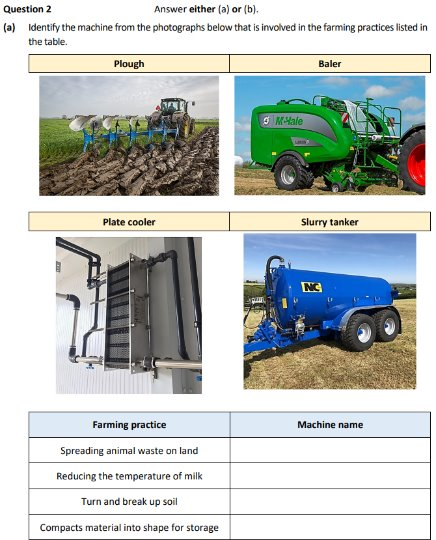 Question 2 Answer either (a) or (b).
(a) Identify the machine from the photographs below that is involved in the farming practices listed in
the table.
Plough Baler
M-Hale
Plate cooler Slurry tanker
NC
Farming practice Machine name
Spreading animal waste on land
Reducing the temperature of milk
Turn and break up soil
Compacts material into shape for storage